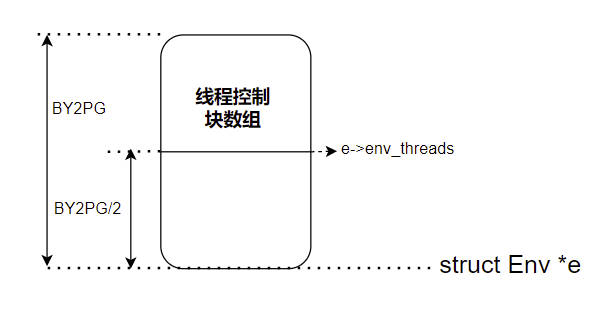 线程控制
块数组
BY2PG
e->env_threads
BY2PG/2
struct Env *e